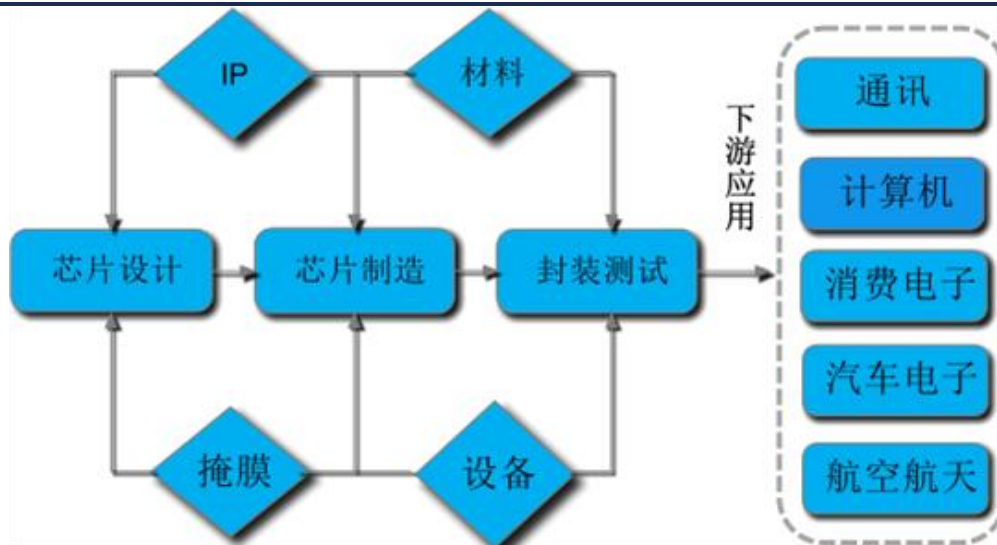 IP
材料
芯片设计
芯片制造
封装测试
掩膜
设备
下游应用
通讯
计算机
消费电子
汽车电子
航空航天